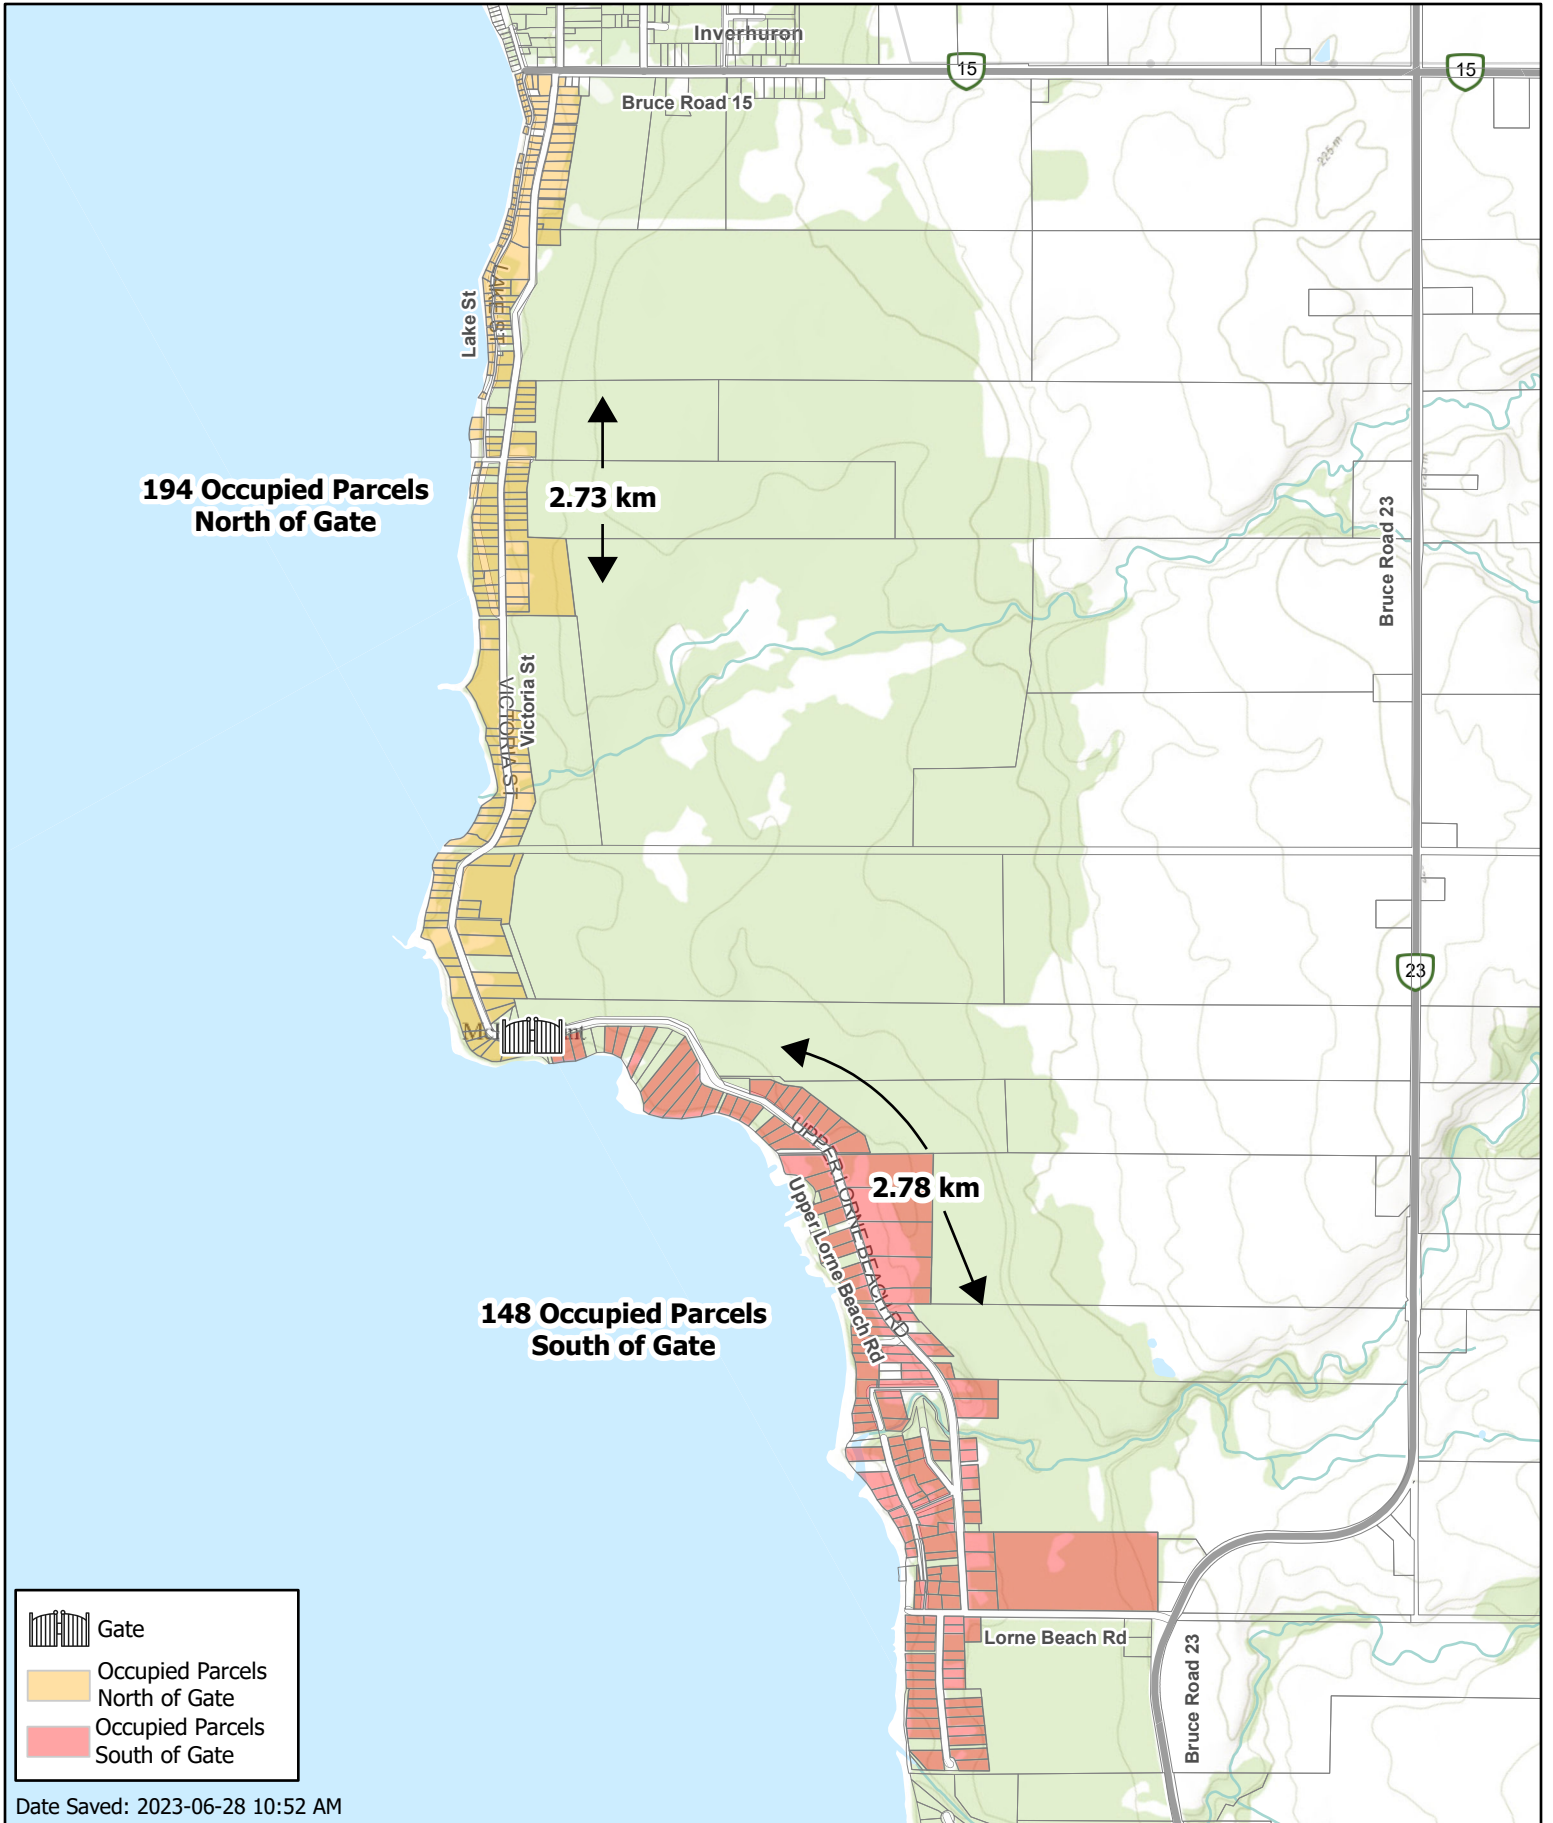 Inverhuron
15
15
Bruce Road 15
225 m
Lake St
LAKE ST
194 Occupied Parcels
North of Gate
2.73 km
Bruce Road 23
Victoria St
VICTORIA ST
23
UPPER LORNE BEACH RD
Upper Lorne Beach Rd
2.78 km
148 Occupied Parcels
South of Gate
Lorne Beach Rd
Bruce Road 23
Gate
Occupied Parcels
North of Gate
Occupied Parcels
South of Gate
Date Saved: 2023-06-28 10:52 AM